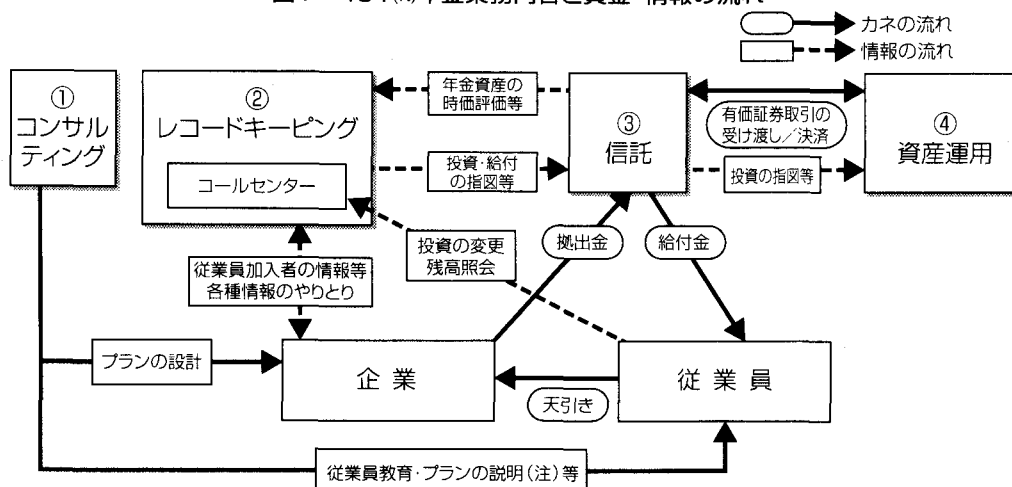 カネの流れ
情報の流れ
①
コンサル
ティング
②
レコードキーピング
コールセンター
年金資産の
時価評価等
投資・給付
の指図等
③
信託
有価証券取引の
受け渡し/決済
投資の指図等
④
資産運用
従業員加入者の情報等
各種情報のやりとり
投資の変更
残高照会
拠出金
給付金
プランの設計
企業
天引き
従業員
従業員教育・プランの説明(注)等